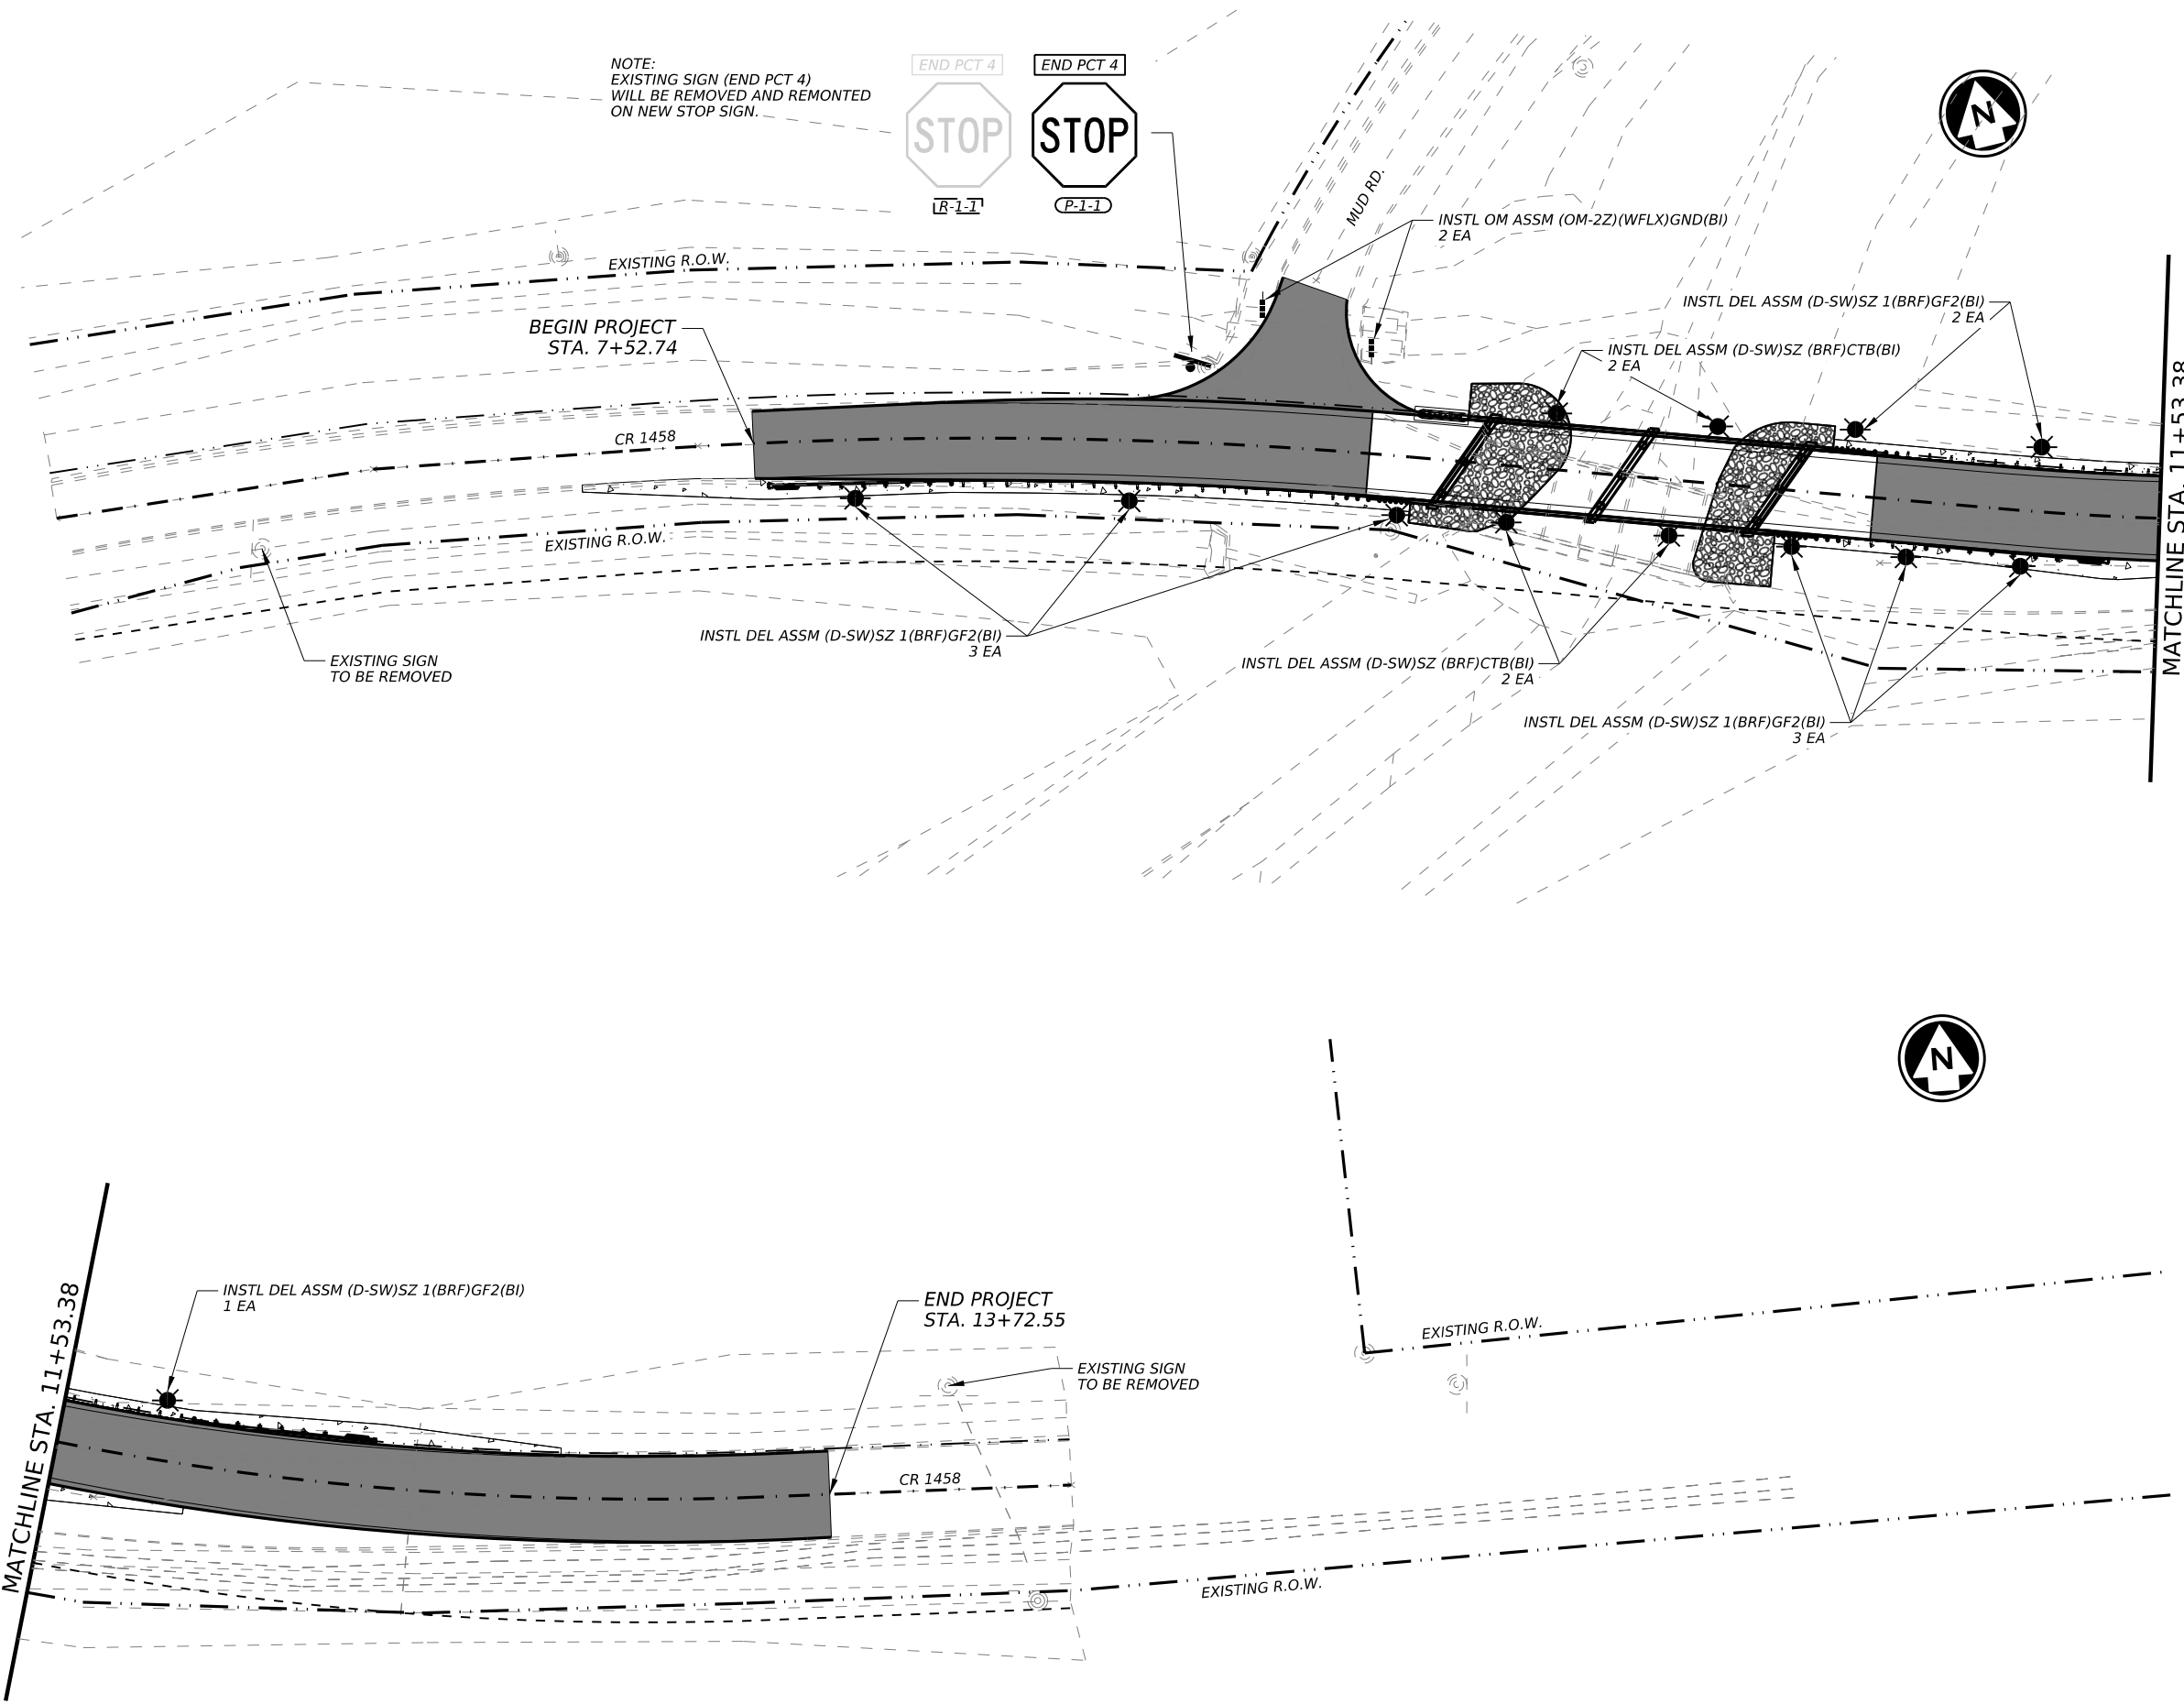 NOTE:
EXISTING SIGN (END PCT 4)
WILL BE REMOVED AND REMONTED
ON NEW STOP SIGN.
END PCT 4
STOP
R-1-1
END PCT 4
STOP
P-1-1
N
MUD RD.
INSTL OM ASSM (OM-2Z)(WFLX)GND(BI)
2 EA
EXISTING R.O.W.
BEGIN PROJECT
STA. 7+52.74
INSTL DEL ASSM (D-SW)SZ 1(BRF)GF2(BI)
2 EA
INSTL DEL ASSM (D-SW)SZ (BRF)CTB(BI)
2 EA
CR 1458
EXISTING R.O.W.
MATCHLINE STA. 11+53.38
INSTL DEL ASSM (D-SW)SZ 1(BRF)GF2(BI)
3 EA
EXISTING SIGN
TO BE REMOVED
INSTL DEL ASSM (D-SW)SZ (BRF)CTB(BI)
2 EA
INSTL DEL ASSM (D-SW)SZ 1(BRF)GF2(BI)
3 EA
N
MATCHLINE STA. 11+53.38
INSTL DEL ASSM (D-SW)SZ 1(BRF)GF2(BI)
1 EA
END PROJECT
STA. 13+72.55
EXISTING R.O.W.
EXISTING SIGN
TO BE REMOVED
CR 1458
EXISTING R.O.W.